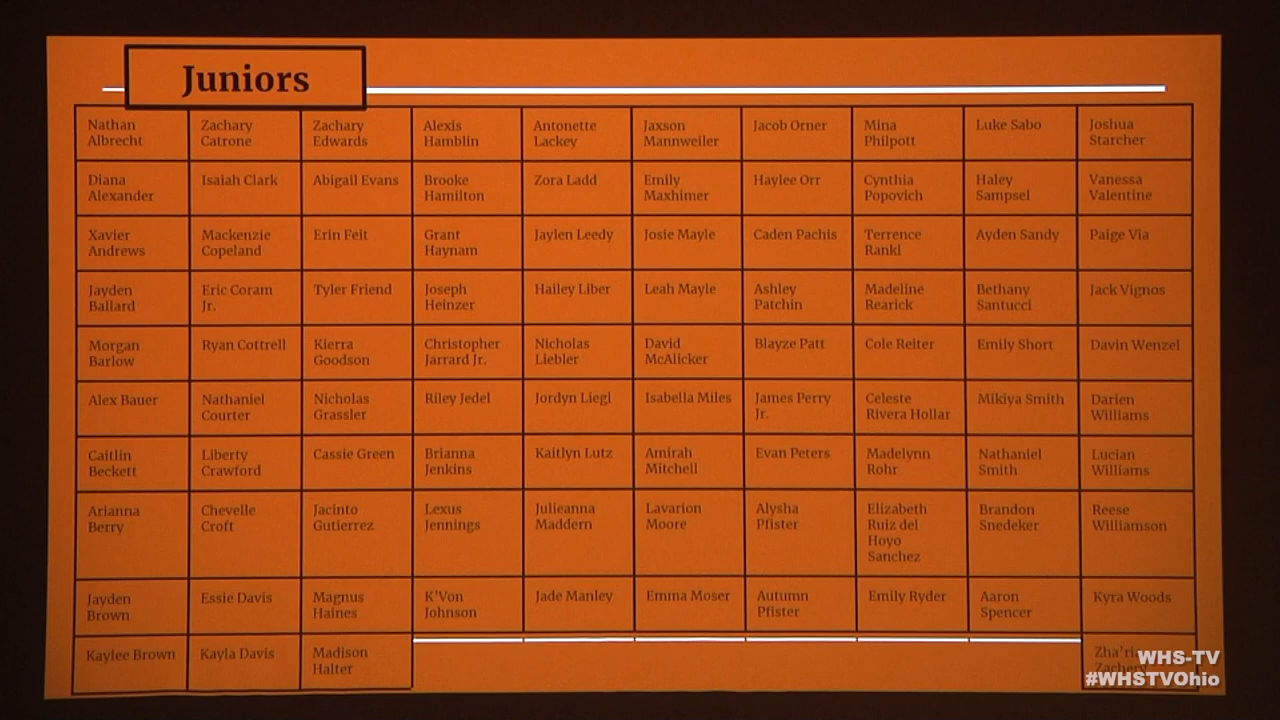 Juniors
Nathan
Albrecht
Zachary
Catrone
Zachary
Edwards
Alexis
Hamblin
Antonette
Lackey
Jaxson
Mannweiler
Jacob Orner
Mina
Philpott
Luke Sabo
Joshua
Starcher
Diana
Alexander
Isaiah Clark
Abigail Evans
Brooke
Hamilton
Zora Ladd
Emily
Maxhimer
Haylee Orr
Cynthia
Popovich
Haley
Sampsel
Vanessa
Valentine
Xavier
Andrews
Mackenzie
Copeland
Erin Feit
Grant
Haynam
Jaylen Leedy
Josie Mayle
Caden Pachis
Terrence
Rankl
Ayden Sandy
Paige Via
Jayden
Ballard
Eric Coram
Jr.
Tyler Friend
Joseph
Heinzer
Hailey Liber
Leah Mayle
Ashley
Patchin
Madeline
Rearick
Bethany
Santucci
Jack Vignos
Morgan
Barlow
Ryan Cottrell
Kierra
Goodson
Christopher
Jarrard Jr.
Nicholas
Liebler
David
McAlicker
Blayze Patt
Cole Reiter
Emily Short
Davin Wenzel
Alex Bauer
Nathaniel
Courter
Nicholas
Grassler
Riley Jedel
Jordyn Liegl
Isabella Miles
James Perry
Jr.
Celeste
Rivera Hollar
Mikiya Smith
Darien
Williams
Caitlin
Beckett
Liberty
Crawford
Cassie Green
Brianna
Jenkins
Kaitlyn Lutz
Amirah
Mitchell
Evan Peters
Madelynn
Rohr
Nathaniel
Smith
Lucian
Williams
Arianna
Berry
Chevelle
Croft
Jacinto
Gutierrez
Lexus
Jennings
Julieanna
Maddern
Lavarion
Moore
Alysha
Pfister
Elizabeth
Ruiz del
Hoyo
Sanchez
Brandon
Snedeker
Reese
Williamson
Jayden
Brown
Essie Davis
Magnus
Haines
K'Von
Johnson
Jade Manley
Emma Moser
Autumn
Pfister
Emily Ryder
Aaron
Spencer
Kyra Woods
Kaylee Brown
Kayla Davis
Madison
Halter
WHS-TV
#WHSTVOhio